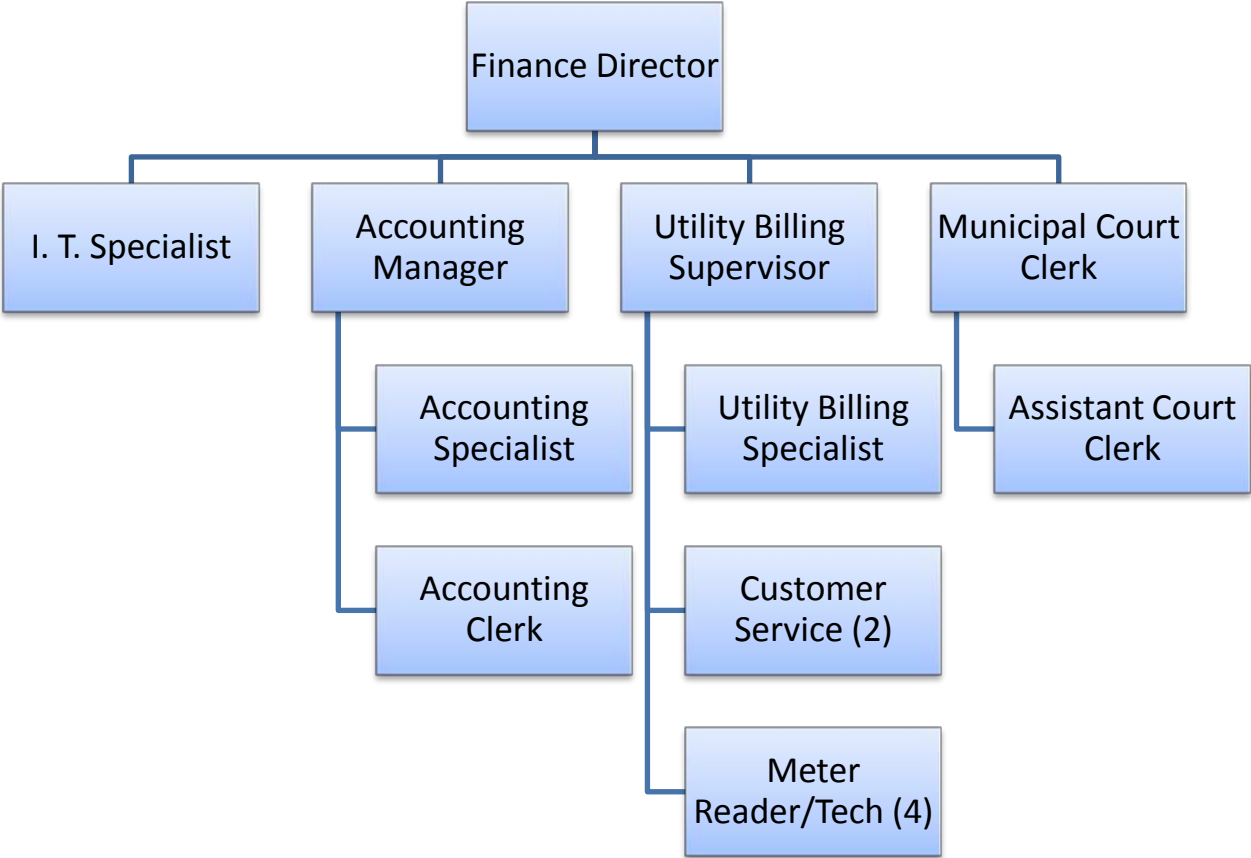 Finance Director
I. T. Specialist
Accounting
Manager
Utility Billing
Supervisor
Municipal Court
Clerk
Accounting
Specialist
Utility Billing
Specialist
Assistant Court
Clerk
Accounting
Clerk
Customer
Service (2)
Meter
Reader/Tech (4)